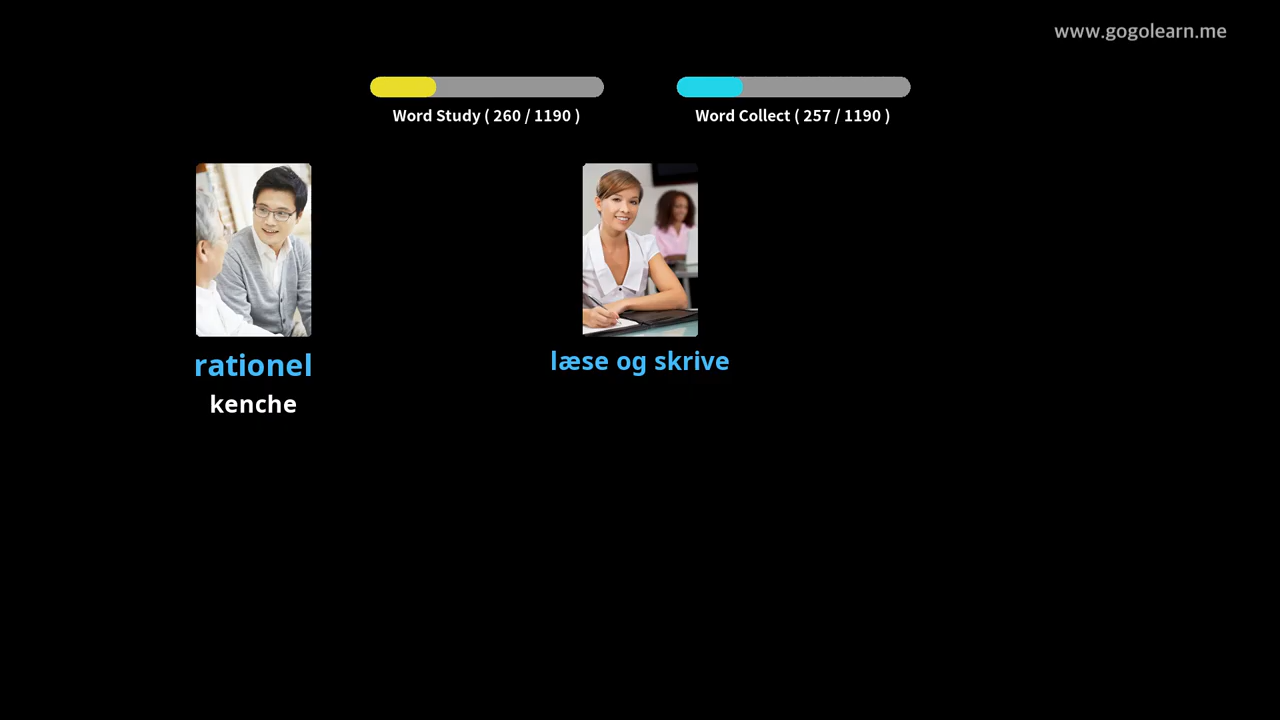 www.gogolearn.me
Word Study ( 260 / 1190 )
Word Collect ( 257 / 1190 )
rationel
kenche
læse og skrive